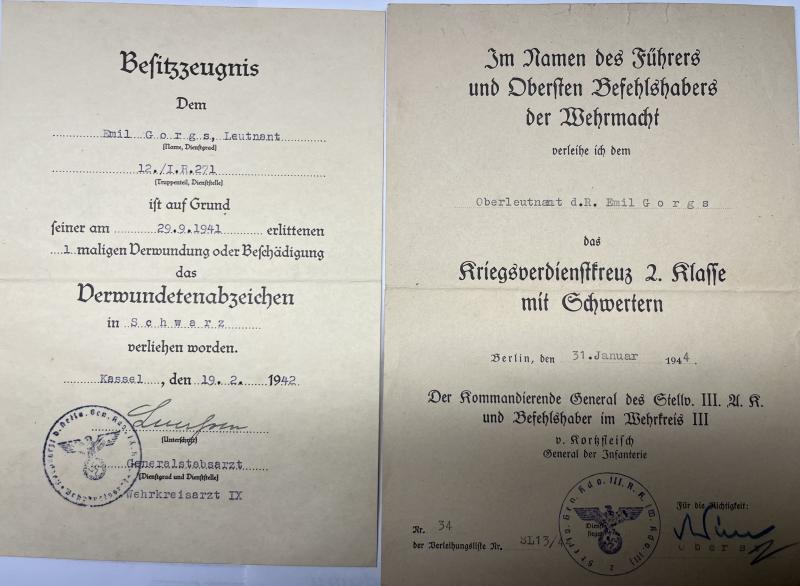 Besitzzeugnis
Dem
Emil Gorgs, Leutnant
(Name, Dienstgrad)
12./I.R.271
(Truppenteil, Dienststelle)
ist auf Grund
seiner am 29.9.1941 erlittenen
1 maligen Verwundung oder Beschädigung
das
Verwundetenabzeichen
in Schwarz
verliehen worden.
Kassel, den 19.2. 1942
(Unterschrift)
Generalstabsarzt
(Dienstgrad und Dienststelle)
Wehrkreisarzt IX
Im Namen des Führers
und Obersten Befehlshabers
der Wehrmacht
verleihe ich dem
Oberleutnant d.R. Emil Gorgs
das
Kriegsverdienstkreuz 2. Klasse
mit Schwertern
Berlin, den 31. Januar 1944.
Der Kommandierende General des Stellv. III. A. K.
und Befehlshaber im Wehrkreis III
v. Kortzfleisch
General der Infanterie
Für die Richtigkeit:
Nr. 34
der Verleihungsliste Nr. SL13/4
Oberst